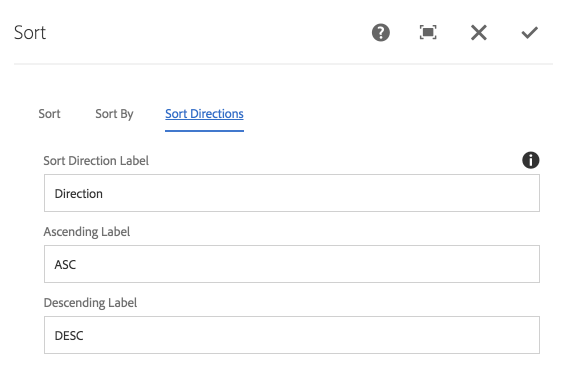 Sort
Sort Sort By Sort Directions
Sort Direction Label
Direction
Ascending Label
ASC
Descending Label
DESC